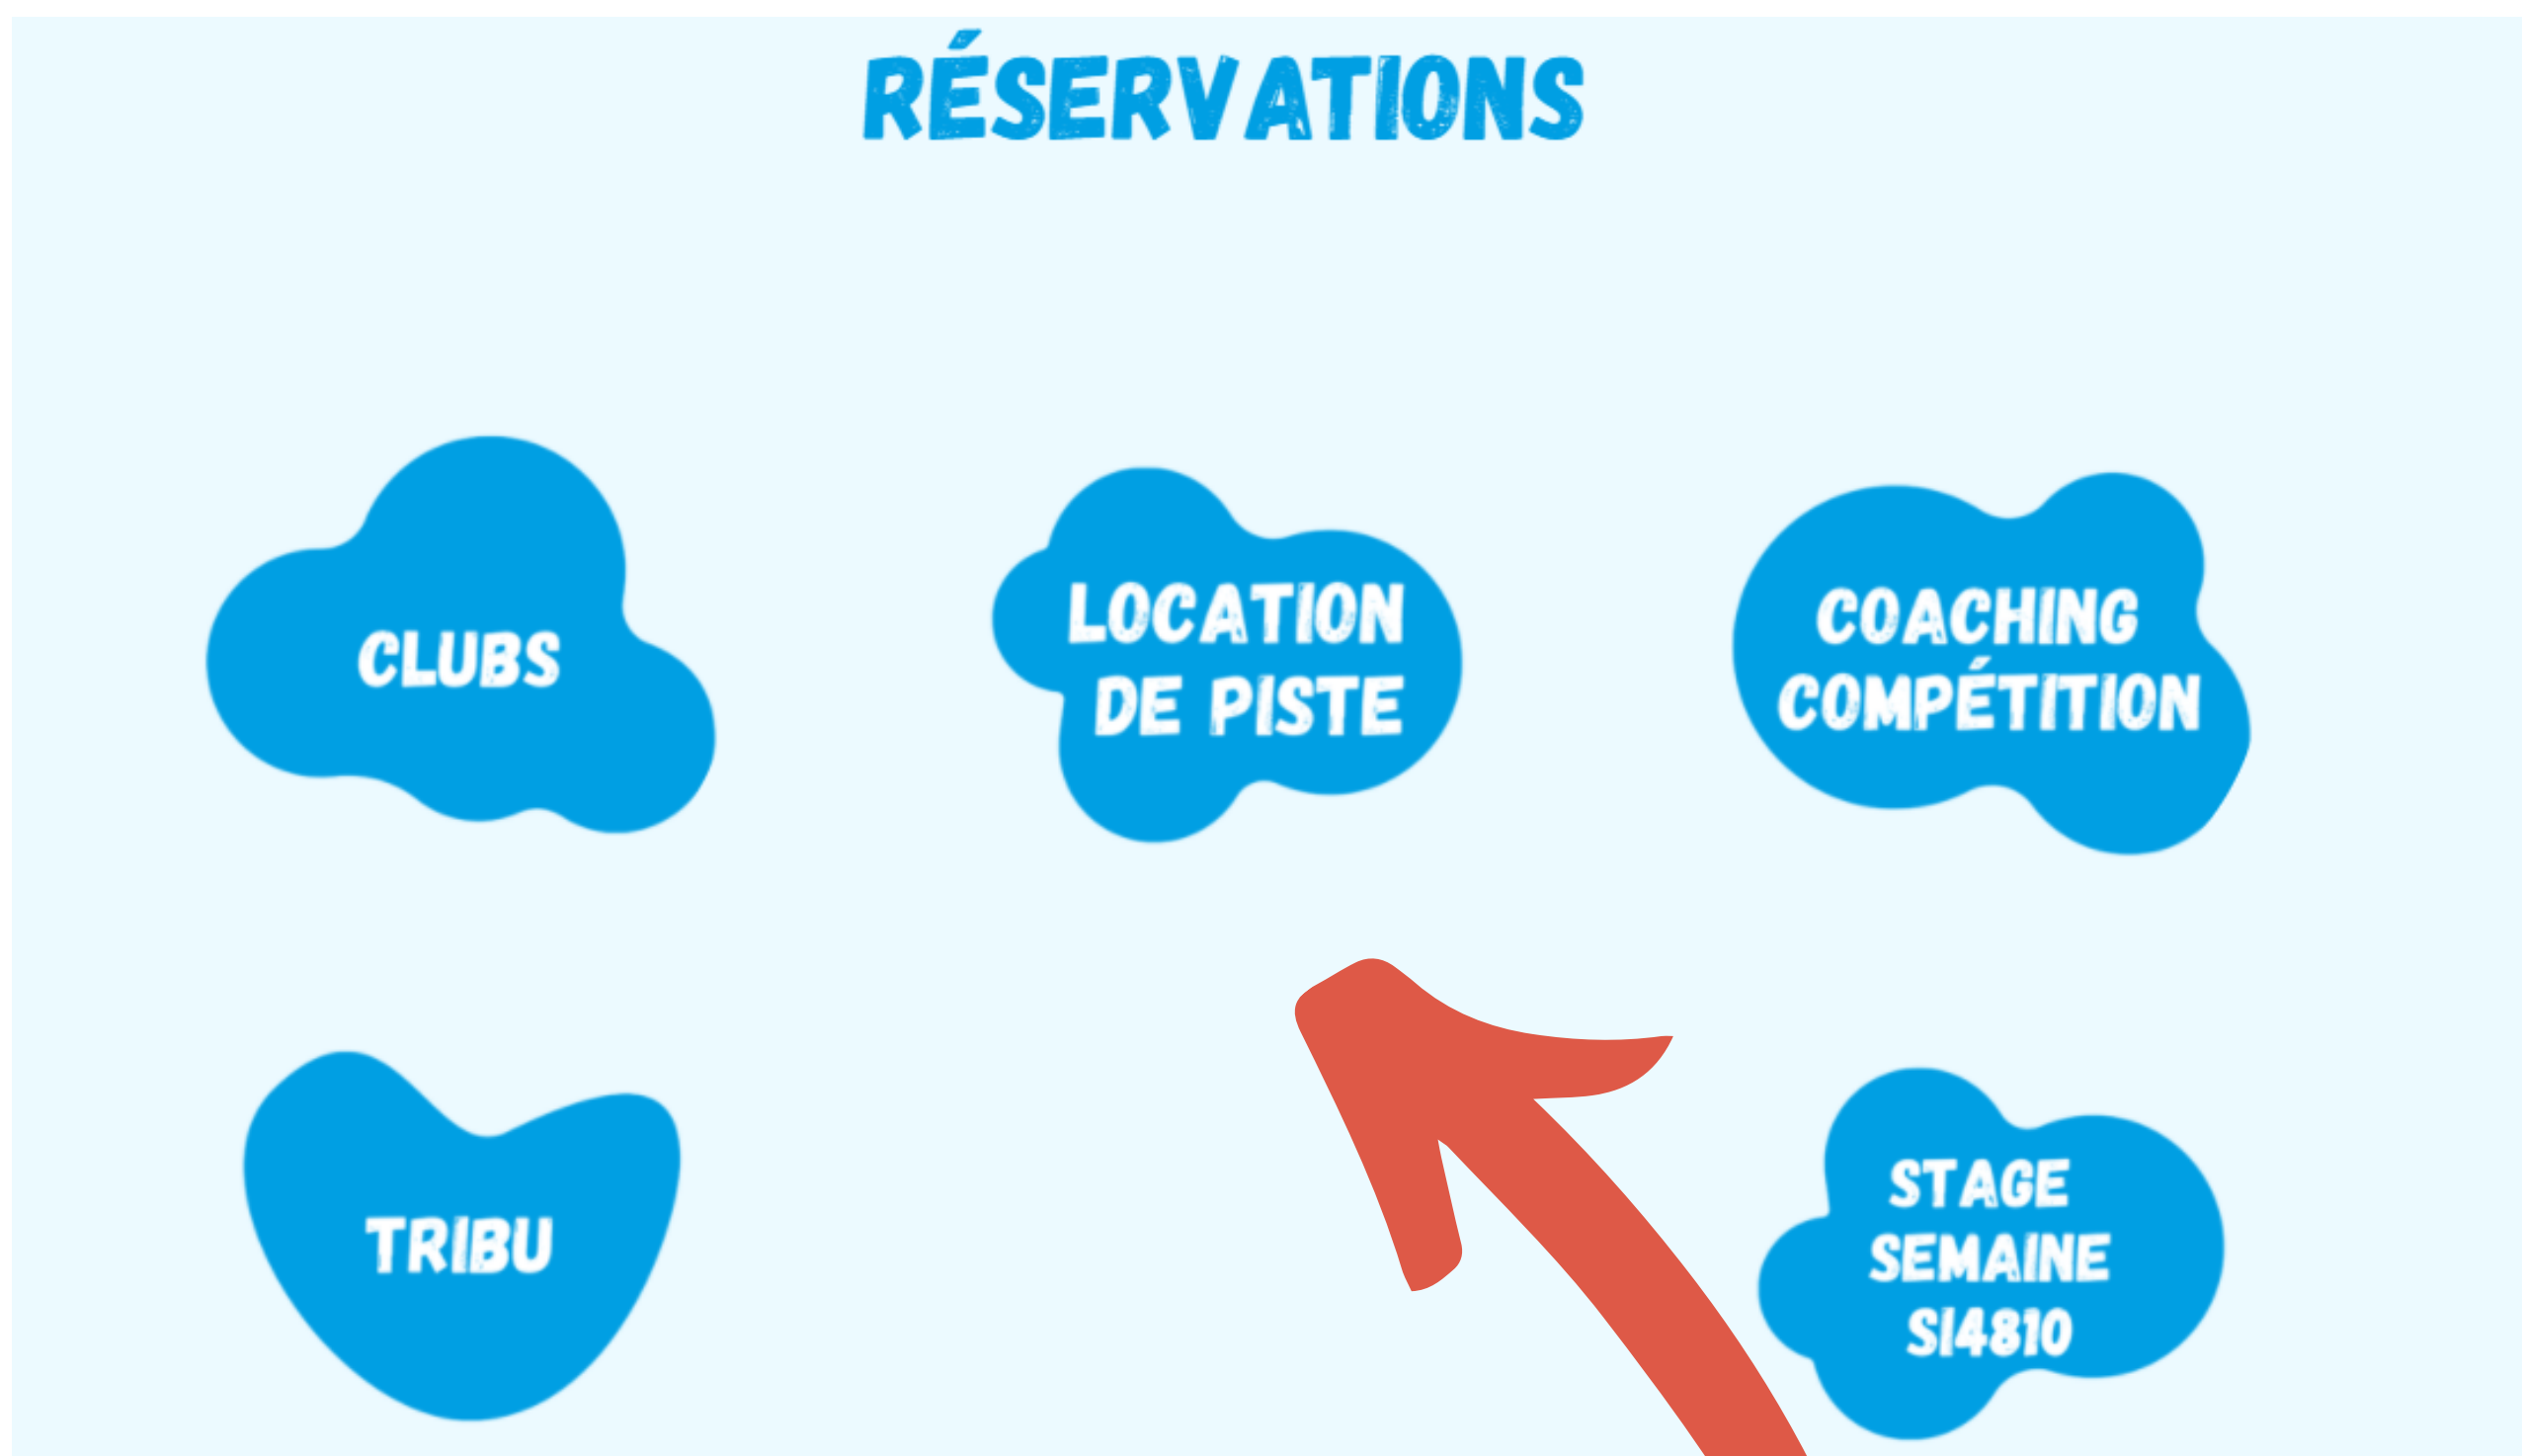 RÉSERVATIONS
CLUBS
LOCATION
DE PISTE
COACHING
COMPÉTITION
TRIBU
STAGE
SEMAINE
SI4810